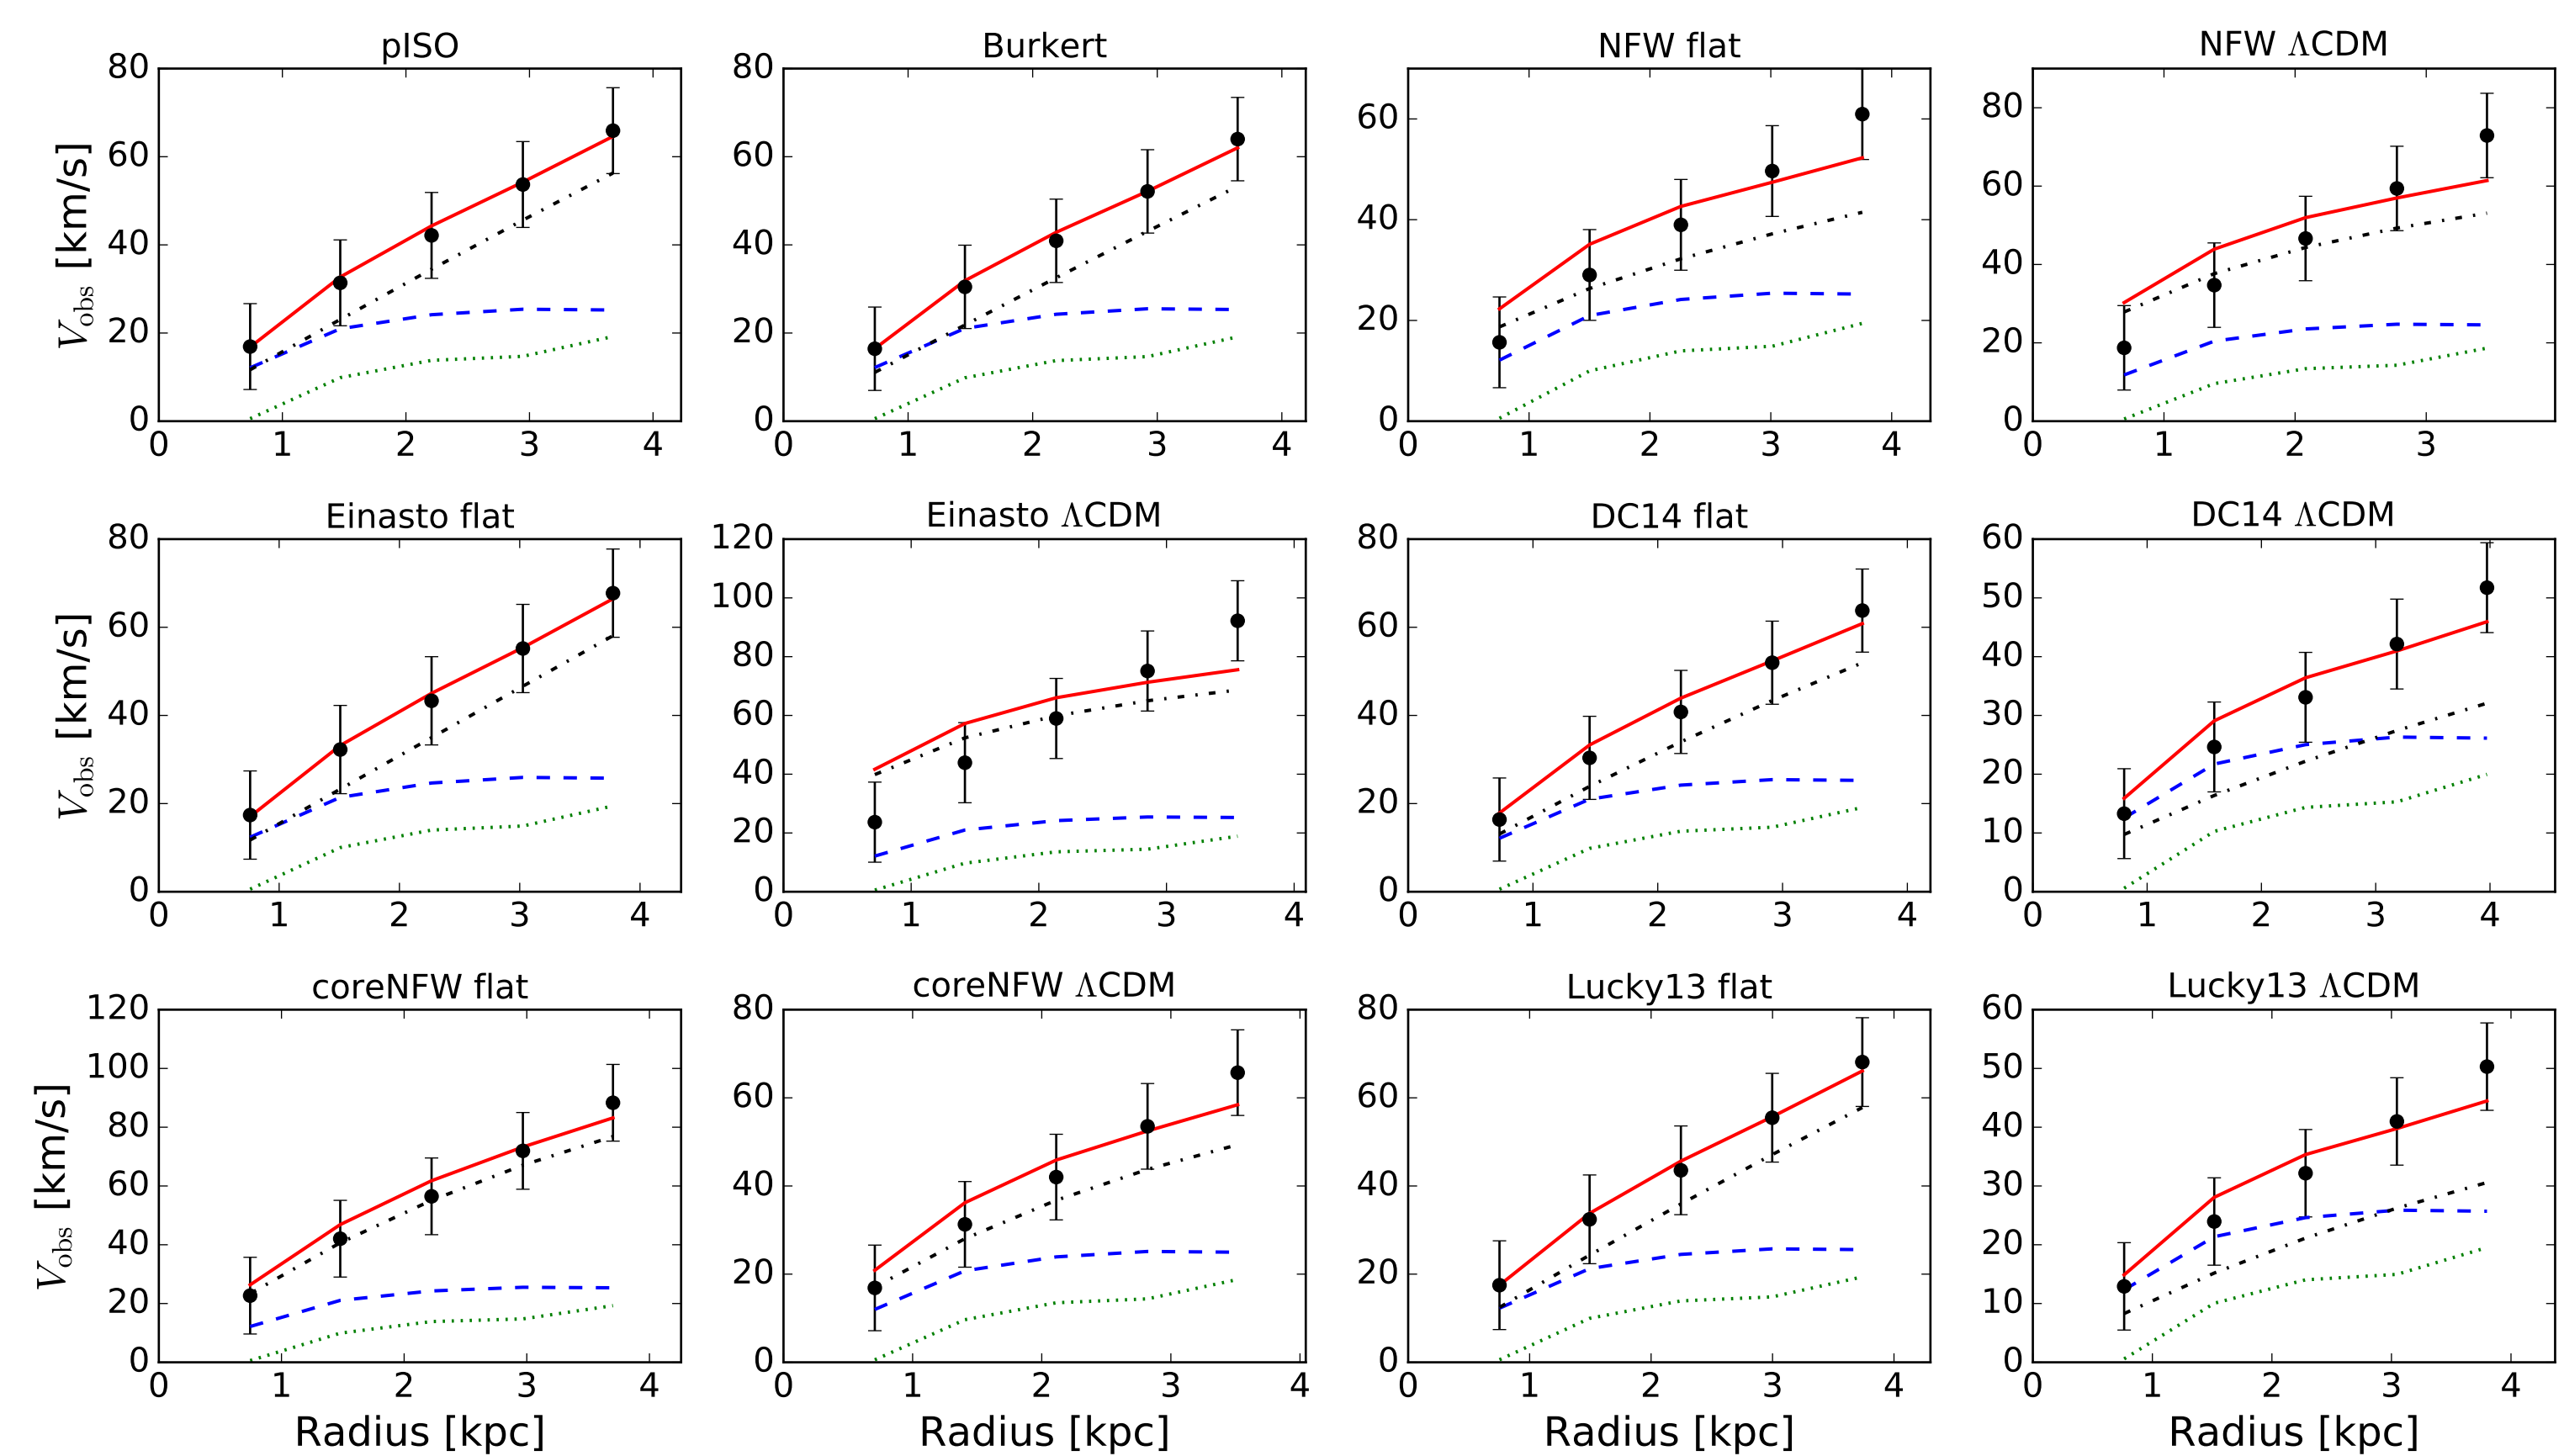 pISO Burkert NFW flat NFW ΛCDM
80 80 60 80
60 60 40 60
40 40 20 40
20 20 0 20
0 0 0
V_obs [km/s]
0 1 2 3 4 0 1 2 3 4 0 1 2 3 4 0 1 2 3
Einasto flat Einasto ΛCDM DC14 flat DC14 ΛCDM
80 120 80 60
60 100 60 50
40 80 40 40
20 60 20 30
0 40 0 20
20 10
0 0
V_obs [km/s]
0 1 2 3 4 0 1 2 3 4 0 1 2 3 4 0 1 2 3 4
coreNFW flat coreNFW ΛCDM Lucky13 flat Lucky13 ΛCDM
120 80 80 60
100 60 60 50
80 40 40 40
60 20 20 30
40 0 0 20
20 10
0 0
V_obs [km/s]
0 1 2 3 4 0 1 2 3 4 0 1 2 3 4 0 1 2 3 4
Radius [kpc] Radius [kpc] Radius [kpc] Radius [kpc]